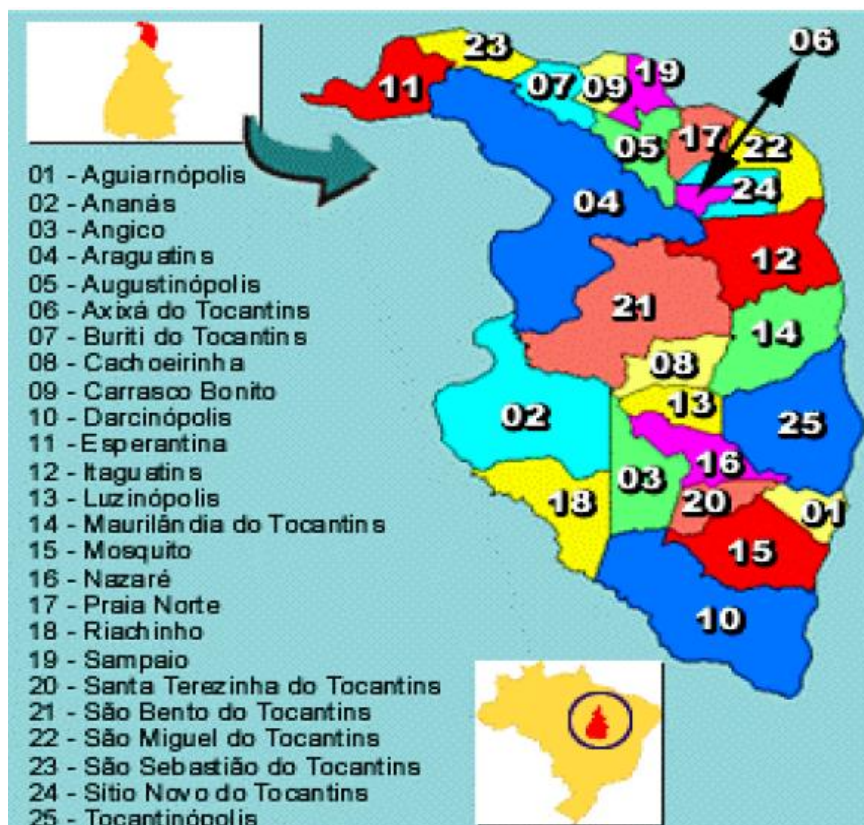 01 - Aguiarnópolis
02 - Ananás
03 - Angico
04 - Araguatins
05 - Augustinópolis
06 - Axixá do Tocantins
07 - Buriti do Tocantins
08 - Cachoeirinha
09 - Carrasco Bonito
10 - Darcinópolis
11 - Esperantina
12 - Itaguatins
13 - Luzinópolis
14 - Maurilândia do Tocantins
15 - Mosquito
16 - Nazaré
17 - Praia Norte
18 - Riachinho
19 - Sampaio
20 - Santa Terezinha do Tocantins
21 - São Bento do Tocantins
22 - São Miguel do Tocantins
23 - São Sebastião do Tocantins
24 - Sítio Novo do Tocantins
25 - Tocantinópolis
23
06
11
07
09
19
05
17
22
24
04
12
21
14
08
13
02
25
16
03
18
20
01
15
10